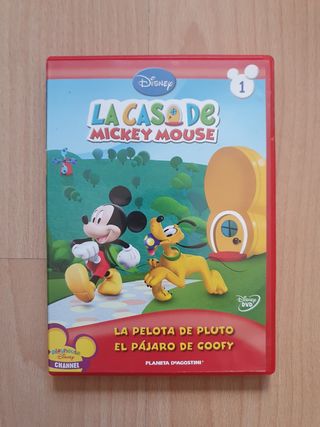 Disney
1
LA CASA DE
MICKEY MOUSE
Disney
DVD
LA PELOTA DE PLUTO
EL PÁJARO DE GOOFY
playhouse
Disney
CHANNEL
PLANETA DeAGOSTINI